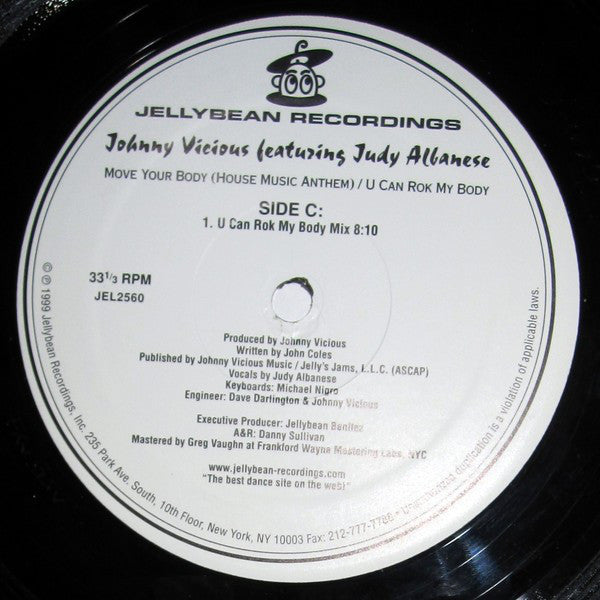 JELLYBEAN RECORDINGS
Johnny Vicious featuring Judy Albanese
MOVE YOUR BODY (HOUSE MUSIC ANTHEM) / U CAN ROK MY BODY
SIDE C:
1. U Can Rok My Body Mix 8:10
33 1/3 RPM
JEL2560
Produced by Johnny Vicious
Written by John Coles
Published by Johnny Vicious Music / Jelly's Jams, L.L.C. (ASCAP)
Vocals by Judy Albanese
Keyboards: Michael Nigro
Engineer: Dave Darlington & Johnny Vicious
Executive Producer: Jellybean Benitez
A&R: Danny Sullivan
Mastered by Greg Vaughn at Frankford Wayne Mastering Labs, NYC
www.jellybean-recordings.com
"The best dance site on the web!"
© ℗ 1999 Jellybean Recordings, Inc. 235 Park Ave. South, 10th Floor, New York, NY 10003 Fax: 212-777-7788 • Unauthorized duplication is a violation of applicable laws.